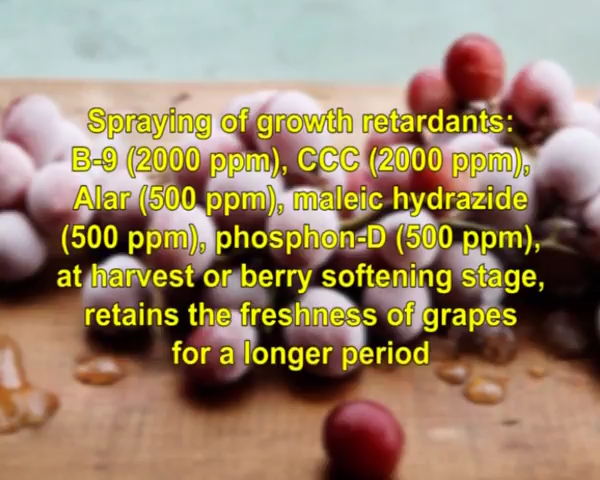 Spraying of growth retardants:
B-9 (2000 ppm), CCC (2000 ppm),
Alar (500 ppm), maleic hydrazide
(500 ppm), phosphon-D (500 ppm),
at harvest or berry softening stage,
retains the freshness of grapes
for a longer period